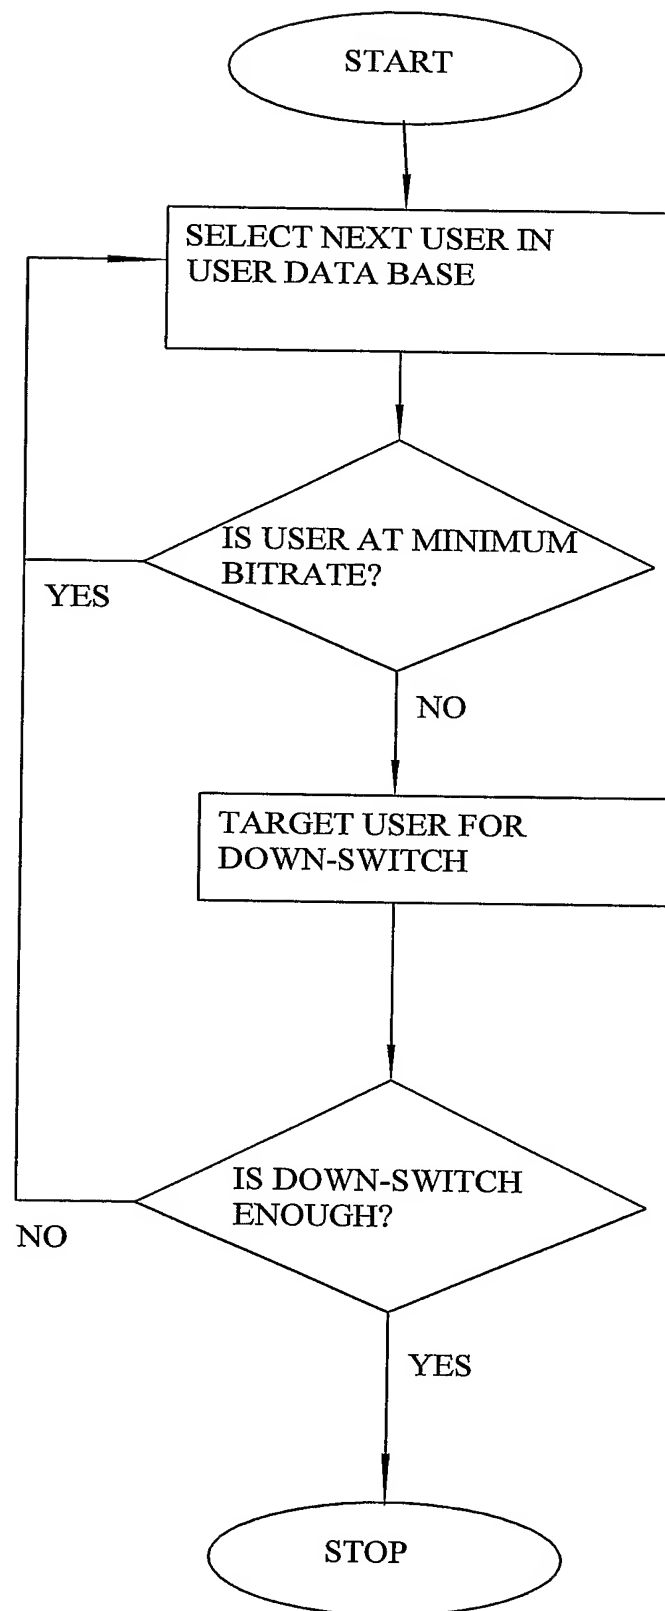 START
SELECT NEXT USER IN
USER DATA BASE
IS USER AT MINIMUM
BITRATE?
YES
NO
TARGET USER FOR
DOWN-SWITCH
IS DOWN-SWITCH
ENOUGH?
NO
YES
STOP